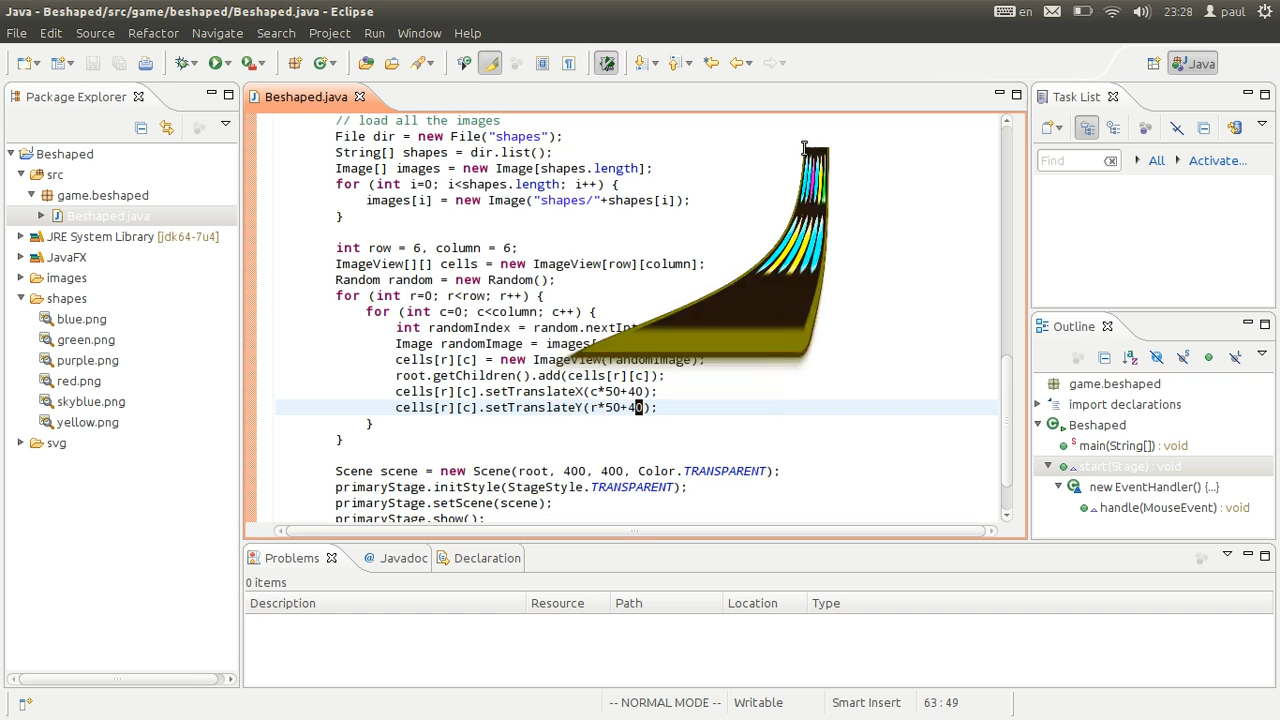 Java - Beshaped/src/game/beshaped/Beshaped.java - Eclipse
en
23:28
paul
File Edit Source Refactor Navigate Search Project Run Window Help
Java
Package Explorer
Beshaped
src
game.beshaped
Beshaped.java
JRE System Library [jdk64-7u4]
JavaFX
images
shapes
blue.png
green.png
purple.png
red.png
skyblue.png
yellow.png
svg
Beshaped.java
// load all the images
File dir = new File("shapes");
String[] shapes = dir.list();
Image[] images = new Image[shapes.length];
for (int i=0; i<shapes.length; i++) {
images[i] = new Image("shapes/"+shapes[i]);
}
int row = 6, column = 6;
ImageView[][] cells = new ImageView[row][column];
Random random = new Random();
for (int r=0; r<row; r++) {
for (int c=0; c<column; c++) {
int randomIndex =
Image randomImage =
cells[r][c] = new ImageView(randomImage);
root.getChildren().add(cells[r][c]);
cells[r][c].setTranslateX(c*50+40);
cells[r][c].setTranslateY(r*50+40);
}
}
Scene scene = new Scene(root, 400, 400, Color.TRANSPARENT);
primaryStage.initStyle(StageStyle.TRANSPARENT);
primaryStage.setScene(scene);
primaryStage.show();
Task List
Find
All
Activate...
Outline
game.beshaped
import declarations
Beshaped
main(String[]) : void
start(Stage) : void
new EventHandler() {...}
handle(MouseEvent) : void
Problems
@ Javadoc
Declaration
0 items
Description Resource Path Location Type
-- NORMAL MODE --
Writable
Smart Insert
63 : 49